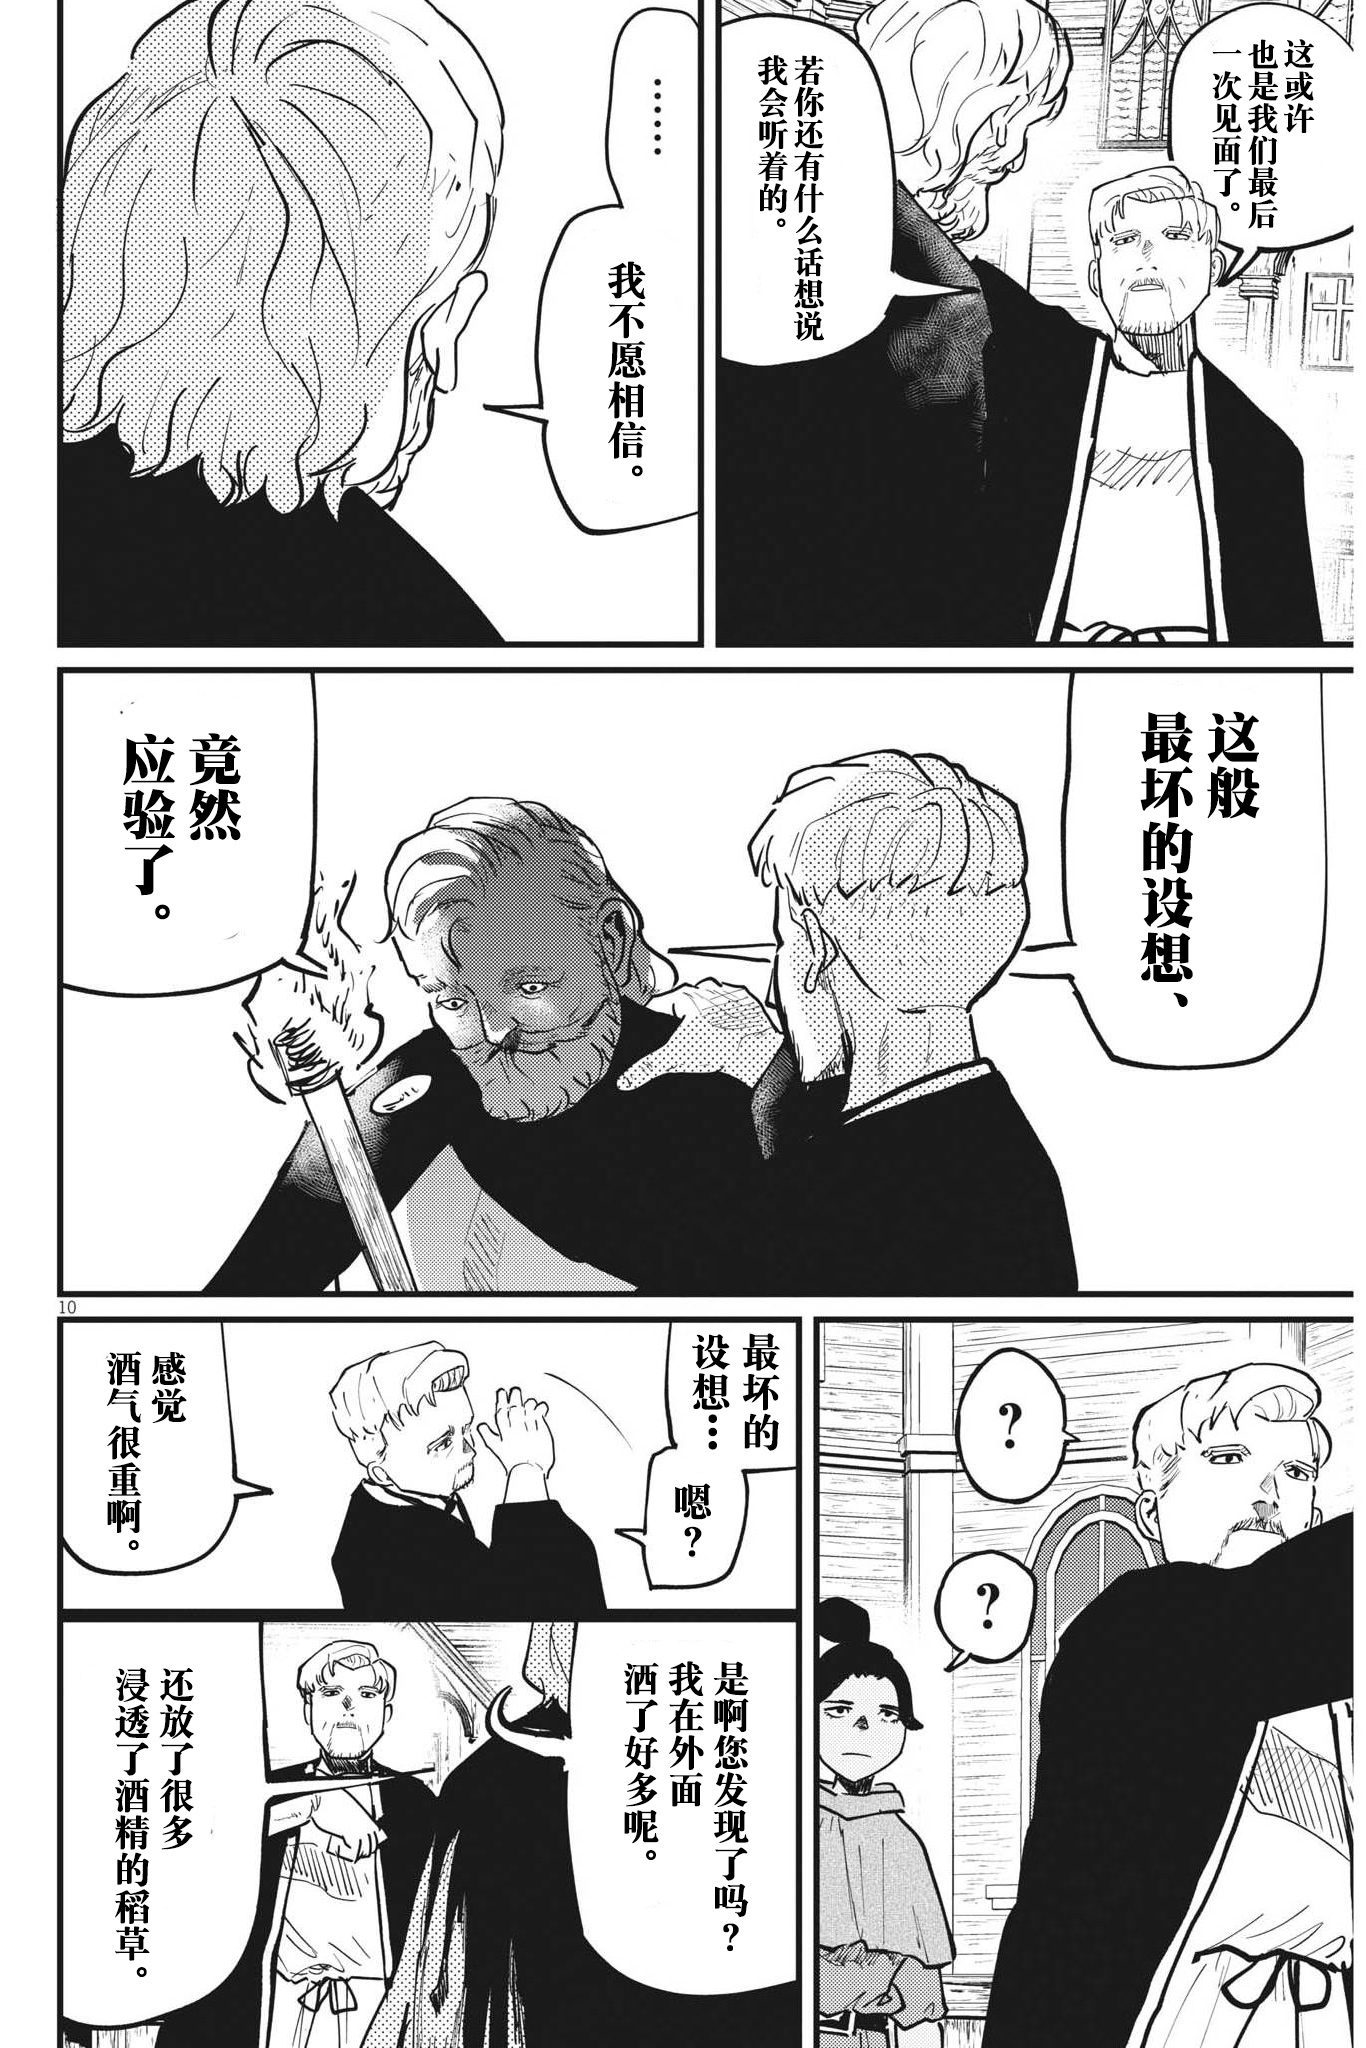 这或许
也是我们最后
一次见面了。
若你还有什么话想说
我会听着的。
……
我不愿相信。
这般
最坏的设想、
竟然
应验了。
10
？
？
最坏的
设想…
嗯？
感觉
酒气很重啊。
是啊您发现了吗？
我在外面
洒了好多呢。
还放了很多
浸透了酒精的稻草。